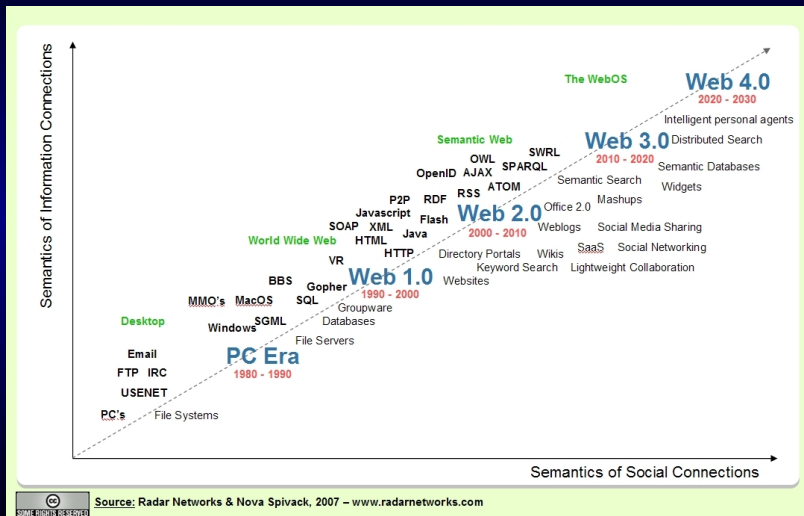 Semantics of Information Connections
The WebOS
Web 4.0
2020 - 2030
Intelligent personal agents
Semantic Web
Web 3.0
2010 - 2020
Distributed Search
SWRL
OWL
SPARQL
OpenID
AJAX
Semantic Databases
Semantic Search
Widgets
ATOM
RSS
Mashups
P2P
RDF
Office 2.0
Javascript
Flash
Web 2.0
2000 - 2010
SOAP
XML
Java
Weblogs
Social Media Sharing
World Wide Web
HTML
HTTP
Directory Portals
Wikis
SaaS
Social Networking
VR
Keyword Search
Lightweight Collaboration
Web 1.0
1990 - 2000
Websites
BBS
Gopher
MMO's
MacOS
SQL
Groupware
Desktop
Windows
SGML
Databases
File Servers
Email
PC Era
1980 - 1990
FTP
IRC
USENET
PC's
File Systems
Semantics of Social Connections
cc
SOME RIGHTS RESERVED
Source: Radar Networks & Nova Spivack, 2007 – www.radarnetworks.com